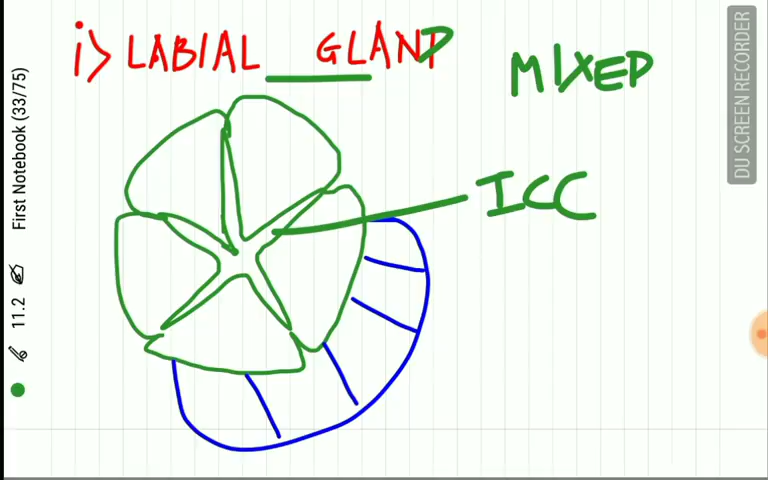 i) LABIAL GLAND
MIXED
ICC
First Notebook (33/75)
11.2
DU SCREEN RECORDER